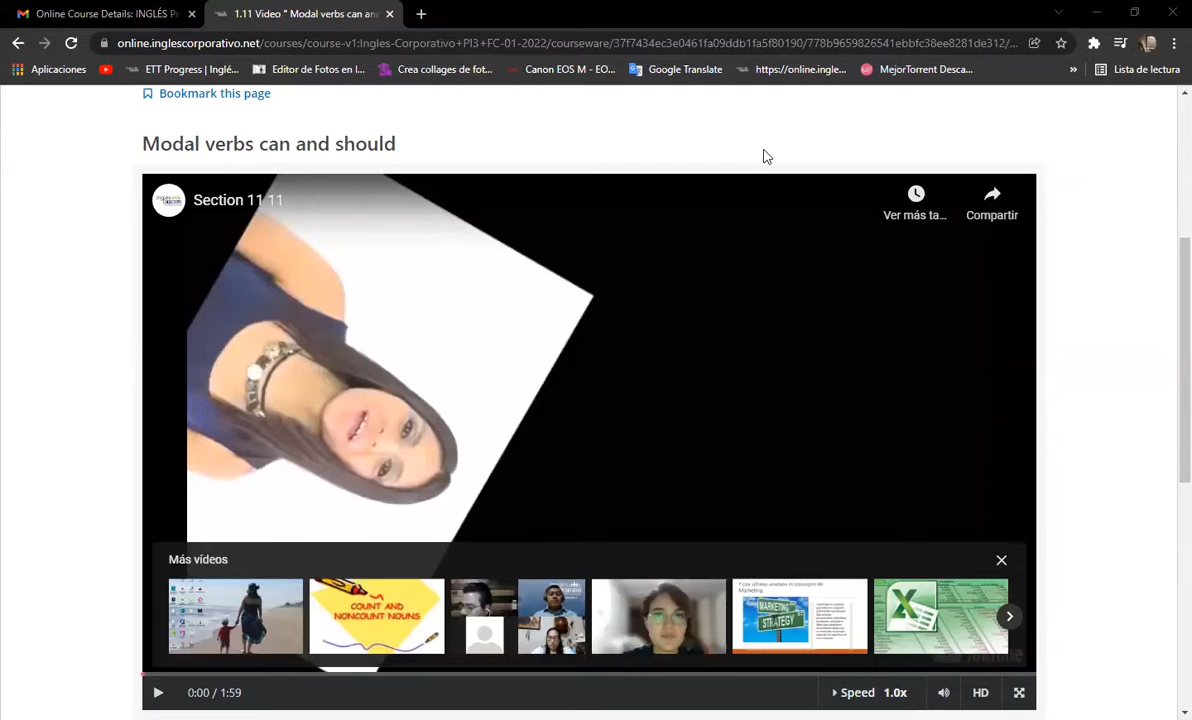 Online Course Details: INGLÉS P
1.11 Video " Modal verbs can an
online.inglescorporativo.net/courses/course-v1:Ingles-Corporativo+PI3+FC-01-2022/courseware/37f7434ec3e0461fa09ddb1fa5f80190/778b9659826541ebbfc38ee8281de312/...
Aplicaciones
ETT Progress | Inglé...
Editor de Fotos en l...
Crea collages de fot...
Canon EOS M - EO...
Google Translate
https://online.ingle...
MejorTorrent Desca...
»
Lista de lectura
Bookmark this page
Modal verbs can and should
Section 11 11
Ver más ta...
Compartir
Más videos
COUNT AND
NONCOUNT NOUNS
Marketing
MARKETING
STRATEGY
0:00 / 1:59
Speed 1.0x
HD